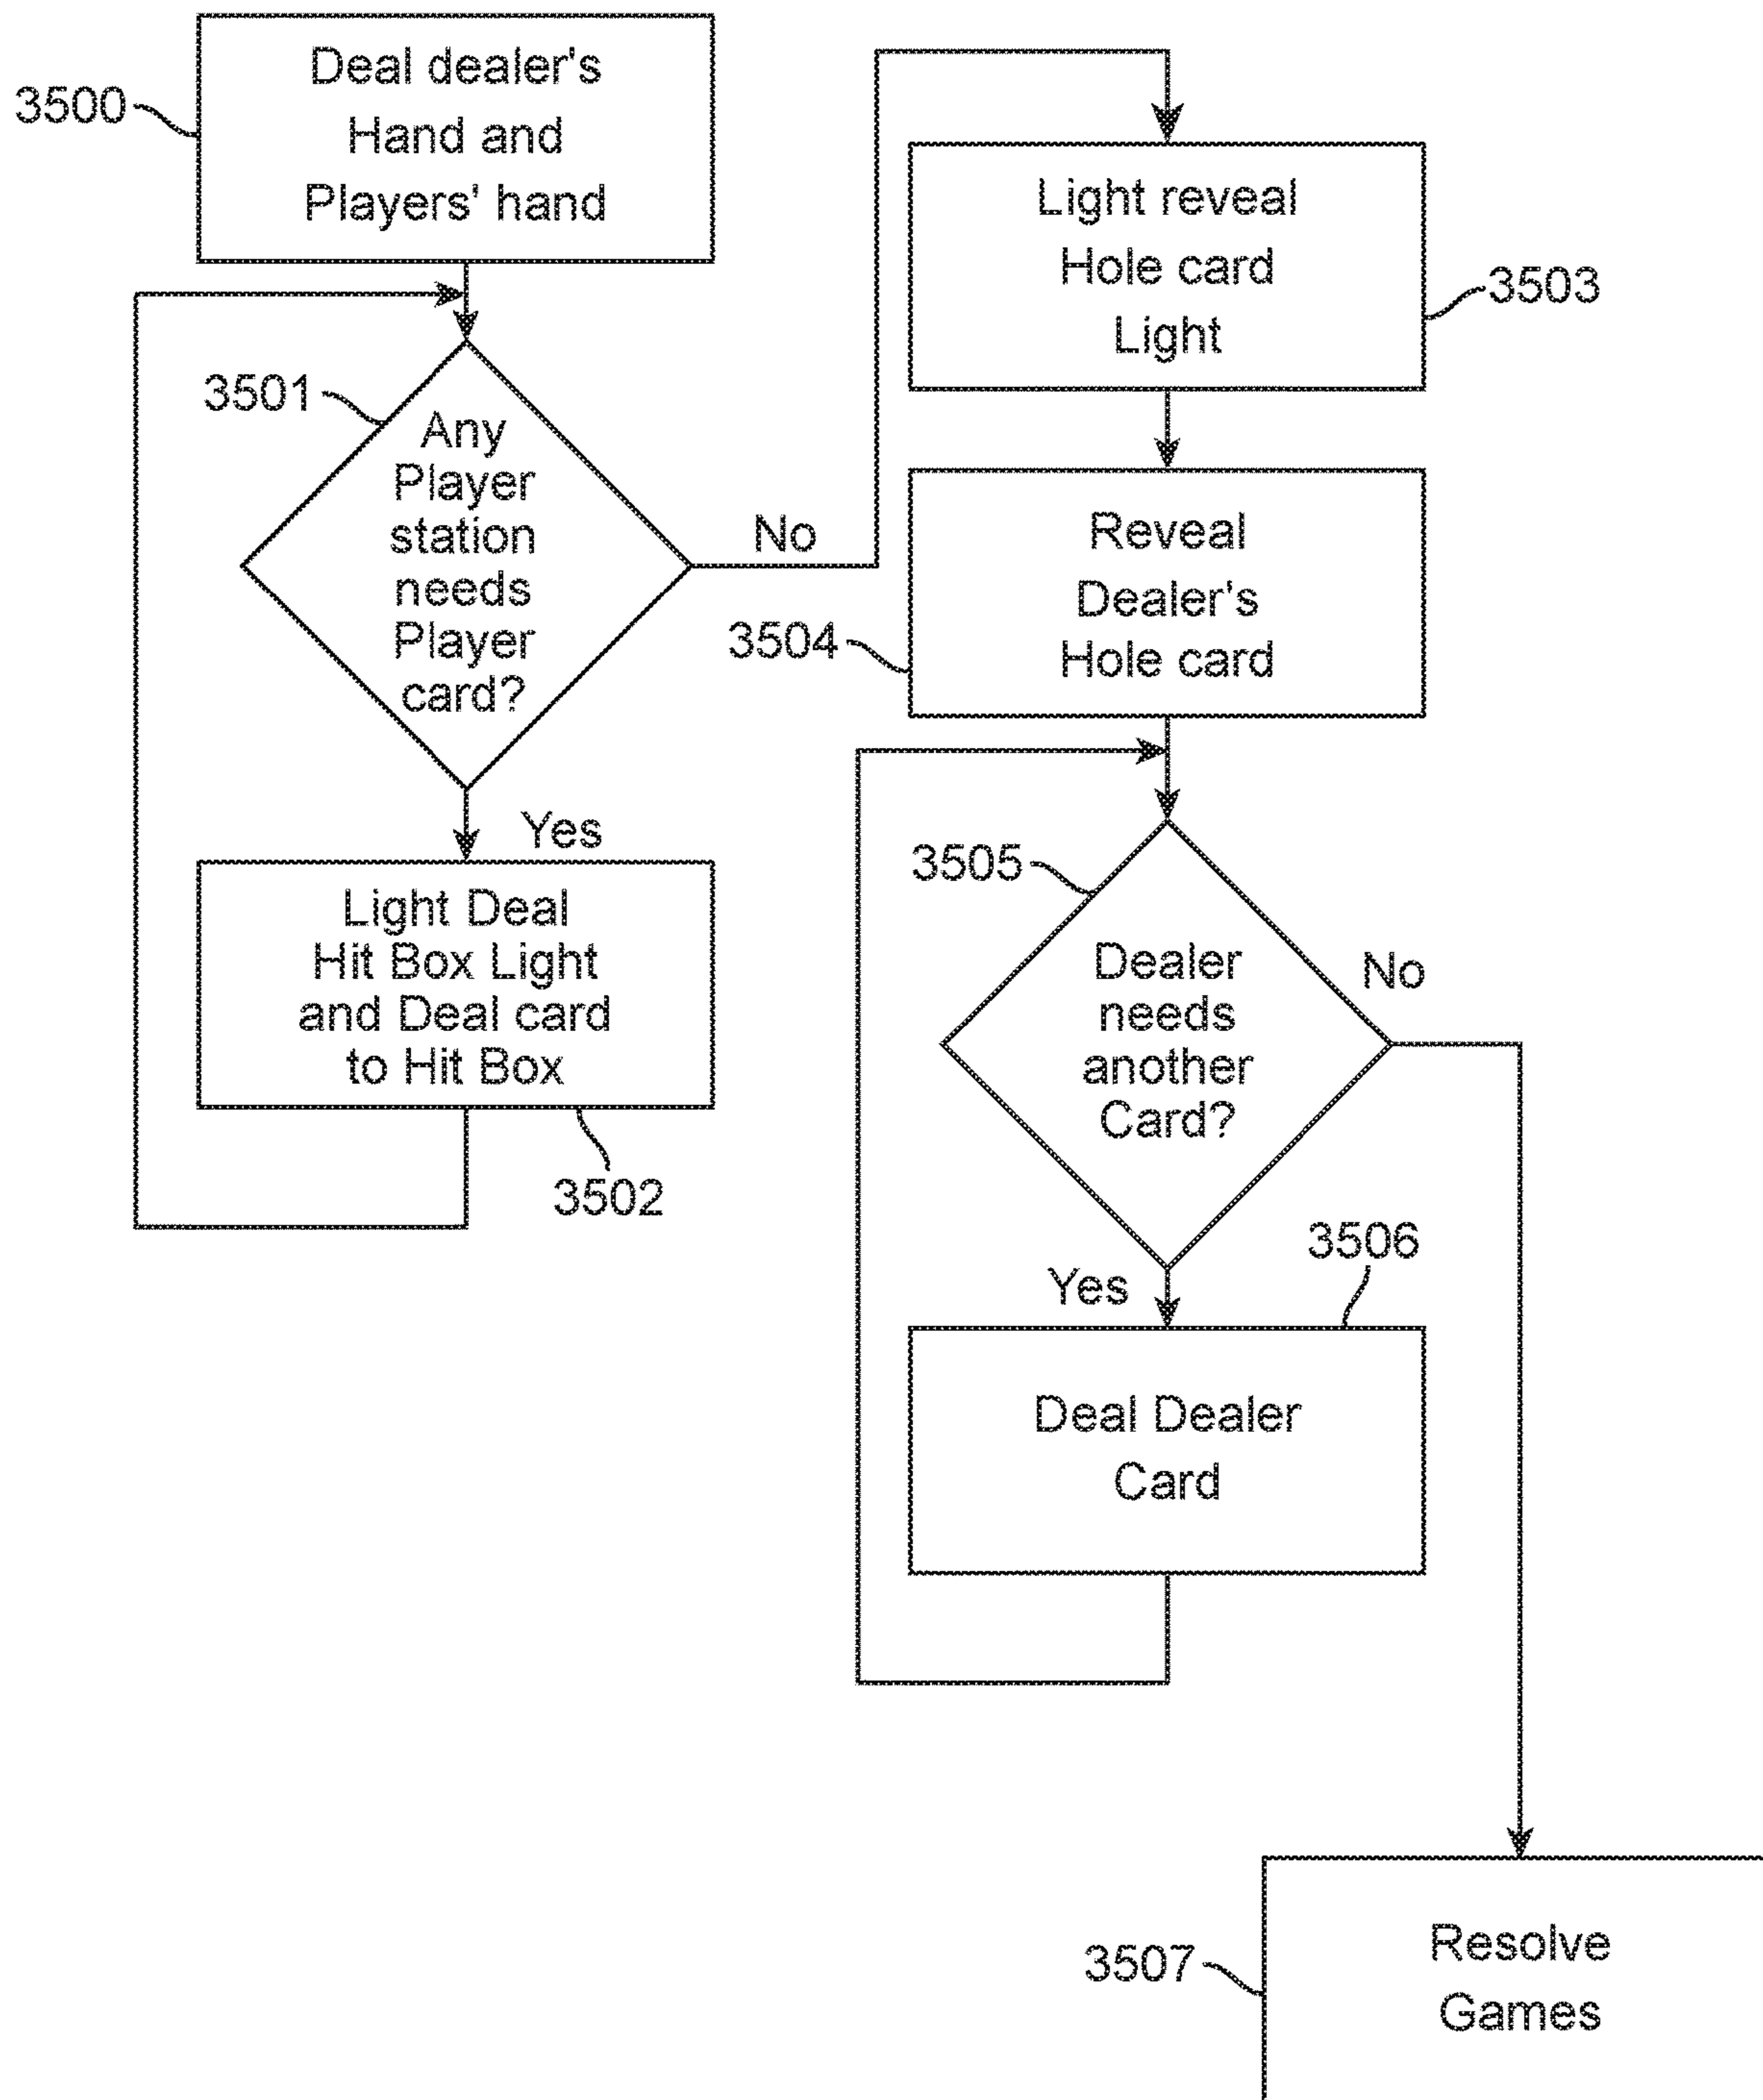 3500
Deal dealer's
Hand and
Players' hand
3501
Any
Player
station
needs
Player
card?
No
Yes
Light Deal
Hit Box Light
and Deal card
to Hit Box
3502
Light reveal
Hole card
Light
3503
Reveal
Dealer's
Hole card
3504
3505
Dealer
needs
another
Card?
No
Yes
3506
Deal Dealer
Card
3507
Resolve
Games